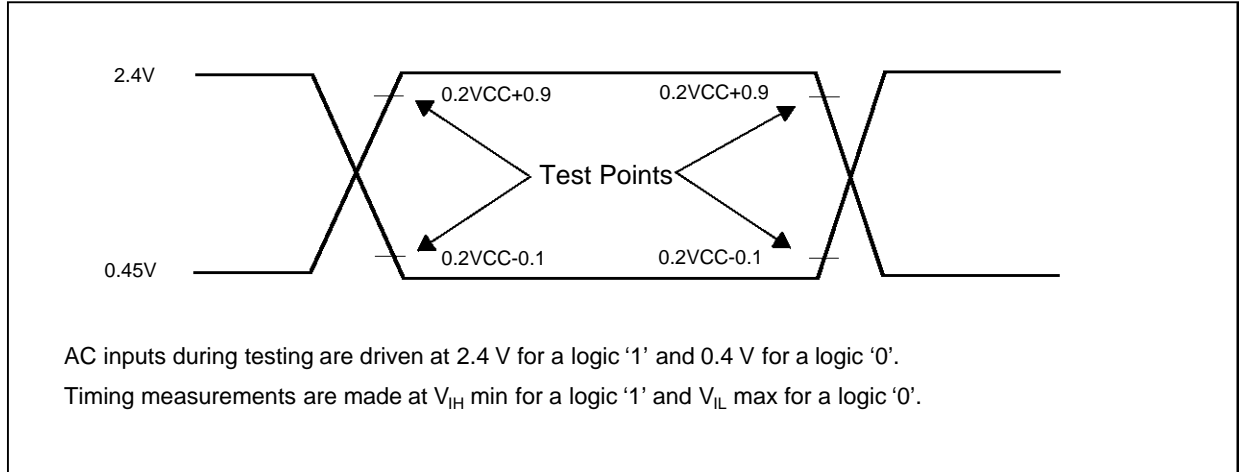 2.4V
0.2VCC+0.9 0.2VCC+0.9
Test Points
0.2VCC-0.1 0.2VCC-0.1
0.45V
AC inputs during testing are driven at 2.4 V for a logic ‘1’ and 0.4 V for a logic ‘0’.
Timing measurements are made at VIH min for a logic ‘1’ and VIL max for a logic ‘0’.